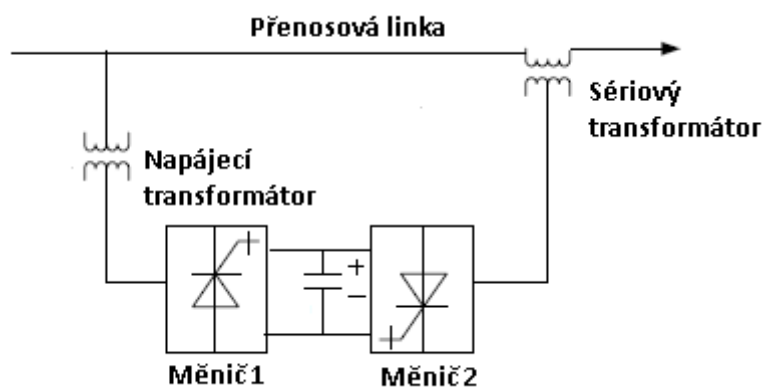 Přenosová linka
Sériový
transformátor
Napájecí
transformátor
+
−
Měnič1
Měnič2